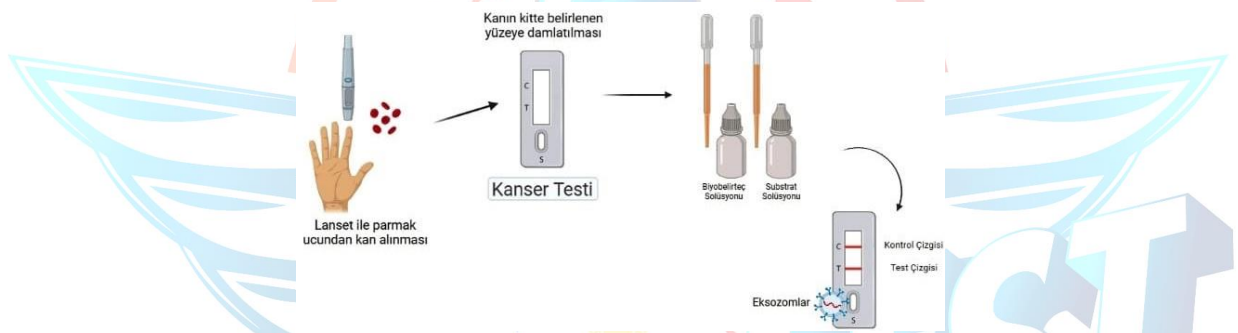 Kanın kitte belirlenen
yüzeye damlatılması
C
T
S
Kanser Testi
Lanset ile parmak
ucundan kan alınması
Biyobelirteç
Solüsyonu
Substrat
Solüsyonu
C
Kontrol Çizgisi
T
Test Çizgisi
Eksozomlar
S
CT